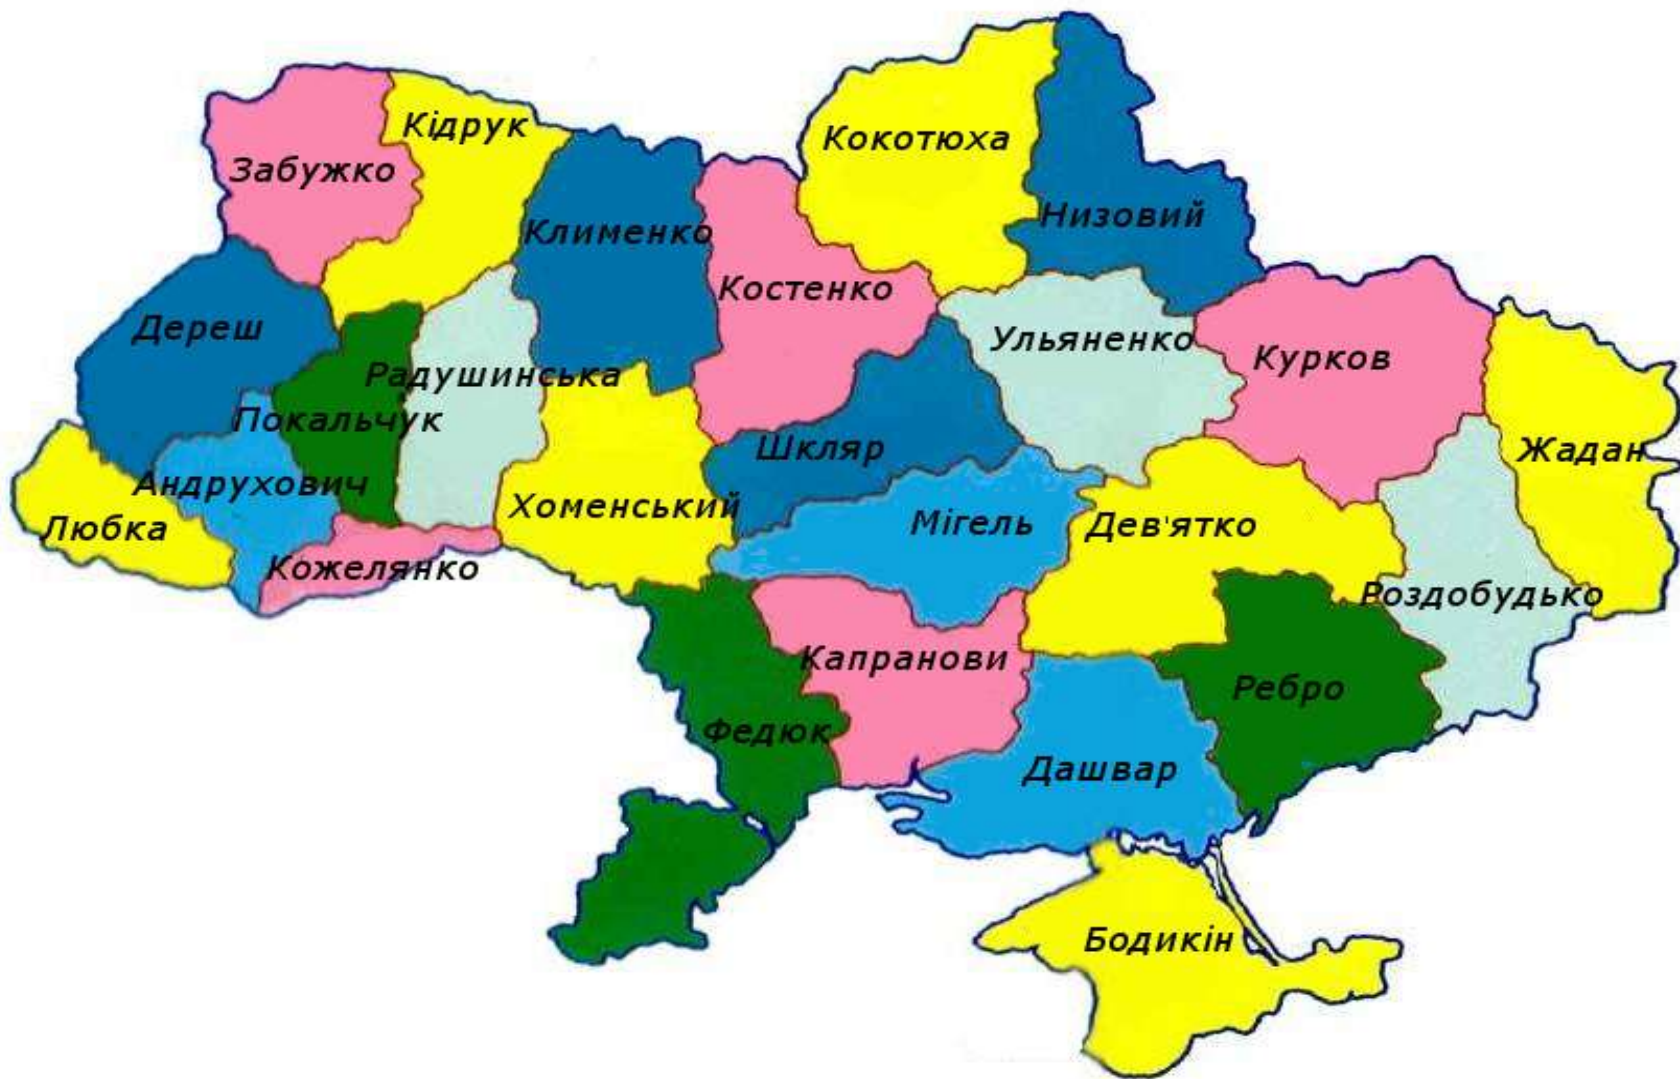 Кокотюха
Кідрук
Забужко
Низовий
Клименко
Костенко
Дереш
Ульяненко
Курков
Радушинська
Покальчук
Шкляр
Жадан
Андрухович
Хоменський
Мігель
Дев'ятко
Любка
Кожелянко
Роздобудько
Капранови
Ребро
Федюк
Дашвар
Бодикін